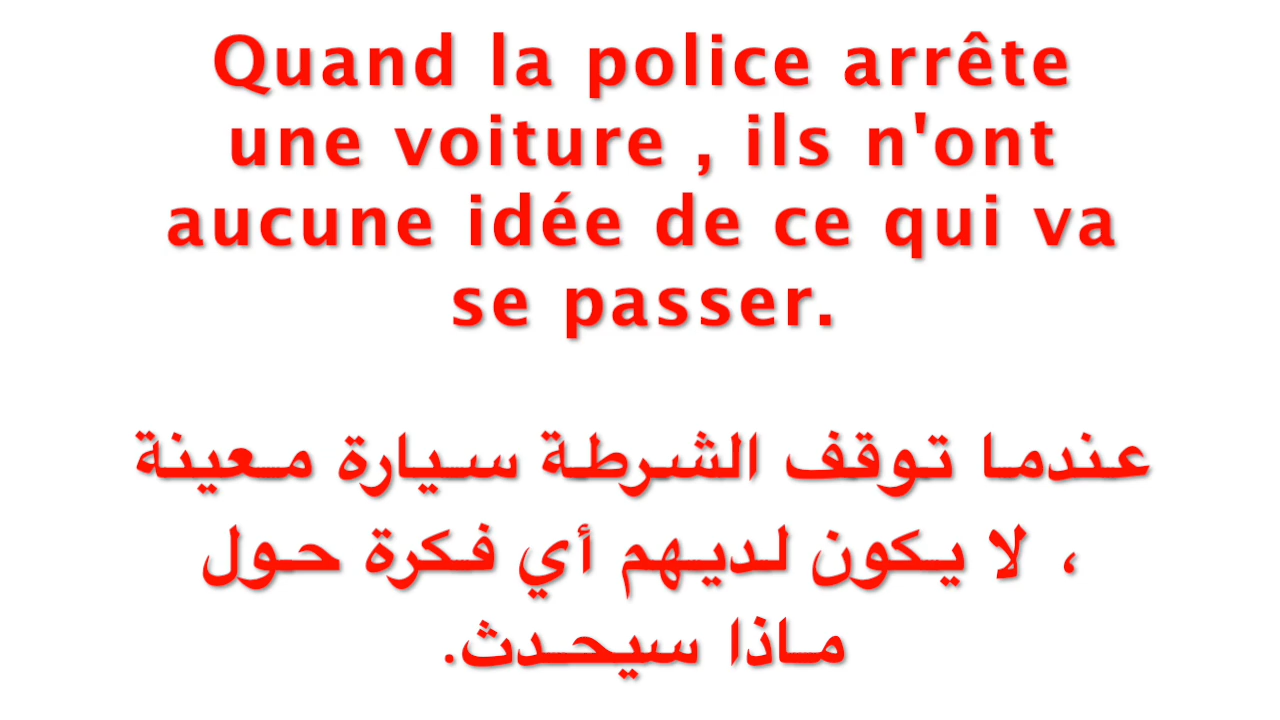 Quand la police arrête
une voiture , ils n'ont
aucune idée de ce qui va
se passer.
عندما توقف الشرطة سيارة معينة
، لا يكون لديهم أي فكرة حول
ماذا سيحدث.